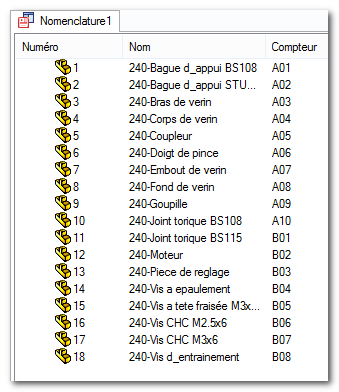 Nomenclature1
Numéro Nom Compteur
1 240-Bague d_appui BS108 A01
2 240-Bague d_appui STU... A02
3 240-Bras de verin A03
4 240-Corps de verin A04
5 240-Coupleur A05
6 240-Doigt de pince A06
7 240-Embout de verin A07
8 240-Fond de verin A08
9 240-Goupille A09
10 240-Joint torique BS108 A10
11 240-Joint torique BS115 B01
12 240-Moteur B02
13 240-Piece de reglage B03
14 240-Vis a epaulement B04
15 240-Vis a tete fraisée M3x... B05
16 240-Vis CHC M2.5x6 B06
17 240-Vis CHC M3x6 B07
18 240-Vis d_entrainement B08